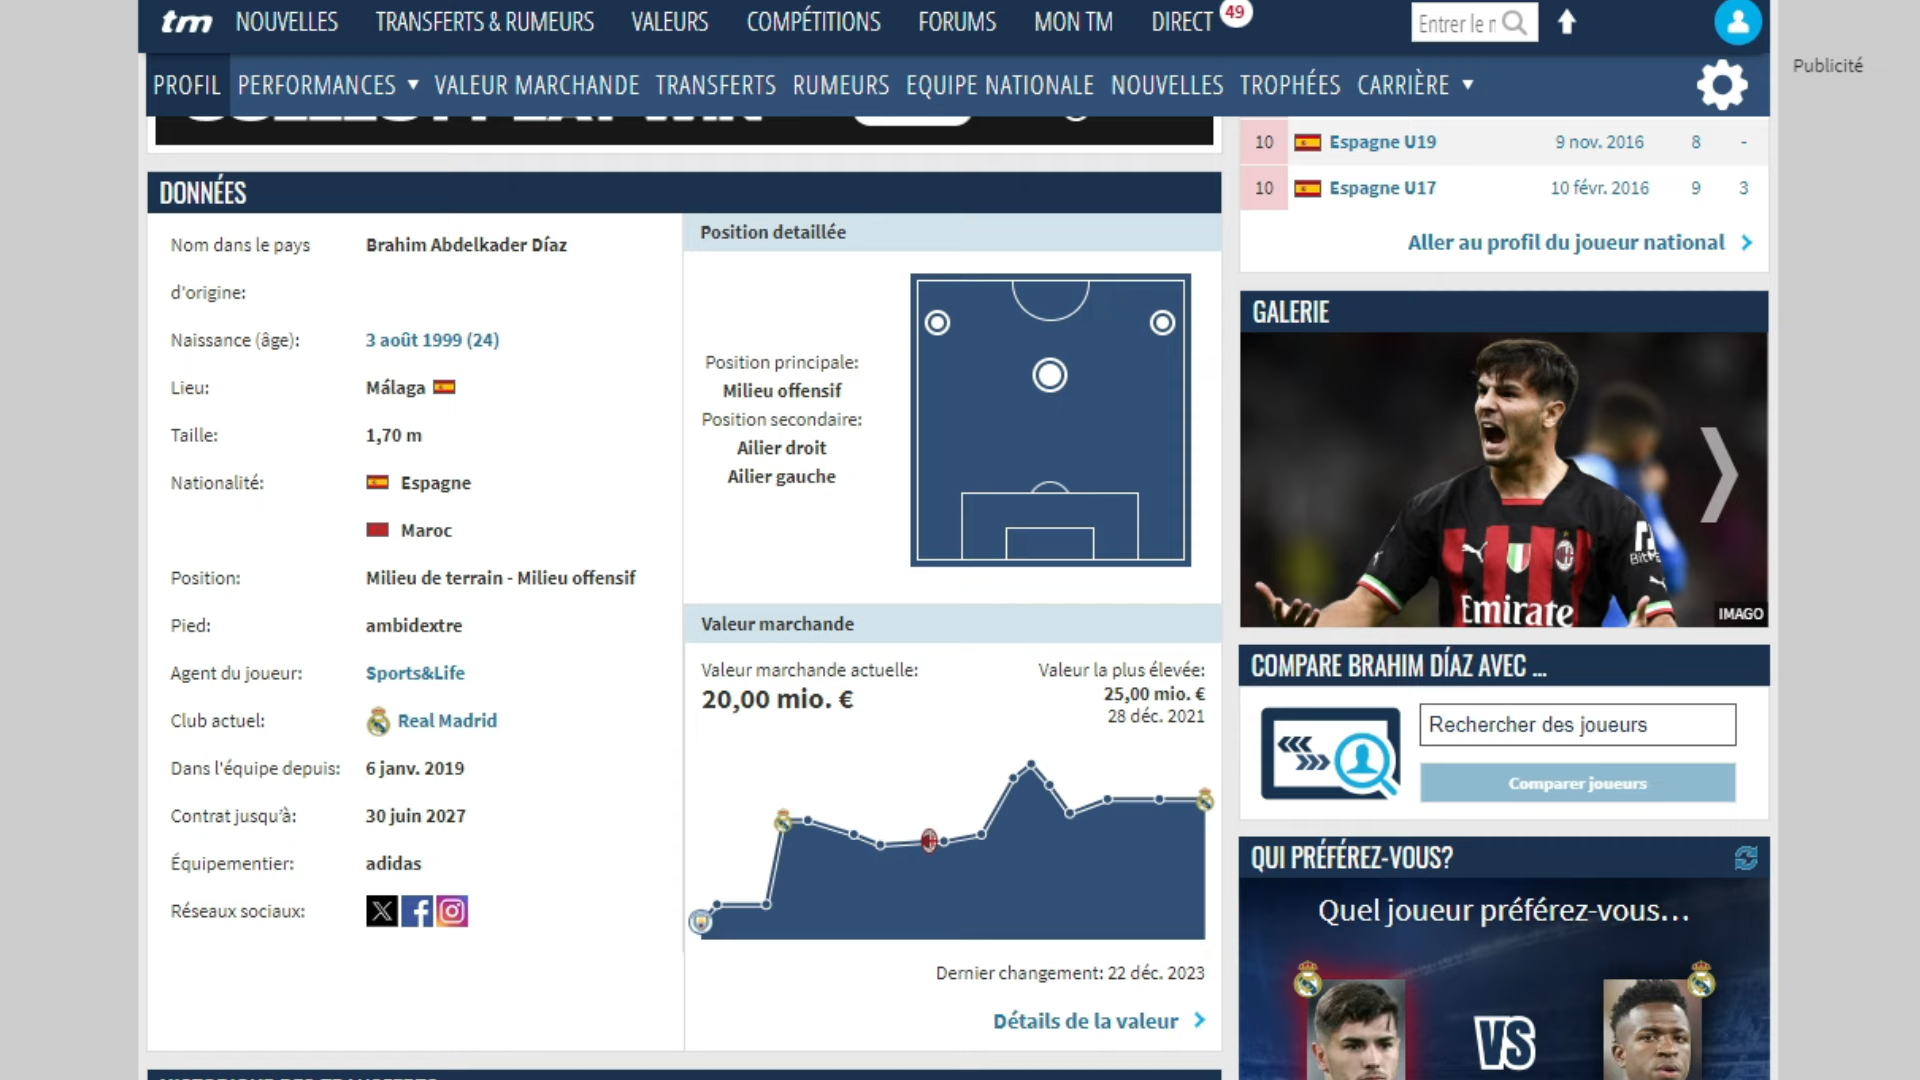 tm NOUVELLES TRANSFERTS & RUMEURS VALEURS COMPÉTITIONS FORUMS MON TM DIRECT 49 Entrer le n
Publicité
PROFIL PERFORMANCES ▼ VALEUR MARCHANDE TRANSFERTS RUMEURS EQUIPE NATIONALE NOUVELLES TROPHÉES CARRIÈRE ▼
10 Espagne U19 9 nov. 2016 8 -
10 Espagne U17 10 févr. 2016 9 3
Aller au profil du joueur national
DONNÉES
Nom dans le pays d'origine: Brahim Abdelkader Díaz
Naissance (âge): 3 août 1999 (24)
Lieu: Málaga
Taille: 1,70 m
Nationalité: Espagne
Maroc
Position: Milieu de terrain - Milieu offensif
Pied: ambidextre
Agent du joueur: Sports&Life
Club actuel: Real Madrid
Dans l'équipe depuis: 6 janv. 2019
Contrat jusqu'à: 30 juin 2027
Équipementier: adidas
Réseaux sociaux:
Position detaillée
Position principale:
Milieu offensif
Position secondaire:
Ailier droit
Ailier gauche
Valeur marchande
Valeur marchande actuelle:
20,00 mio. €
Valeur la plus élevée:
25,00 mio. €
28 déc. 2021
Dernier changement: 22 déc. 2023
Détails de la valeur
GALERIE
Emirate
IMAGO
COMPARE BRAHIM DÍAZ AVEC ...
Rechercher des joueurs
Comparer joueurs
QUI PRÉFÉREZ-VOUS?
Quel joueur préférez-vous...
VS